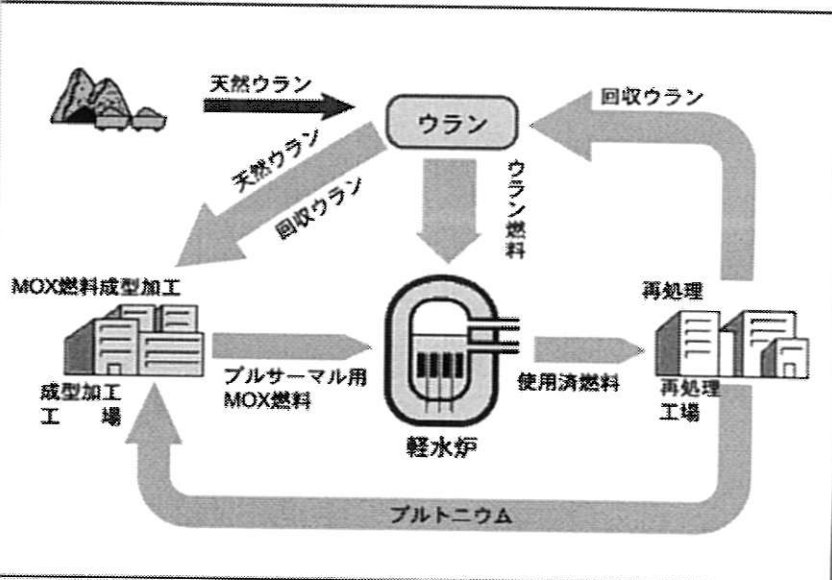 天然ウラン
ウラン
回収ウラン
天然ウラン
回収ウラン
ウラン燃料
MOX燃料成型加工
再処理
成型加工
工　場
プルサーマル用
MOX燃料
使用済燃料
再処理
工場
軽水炉
プルトニウム